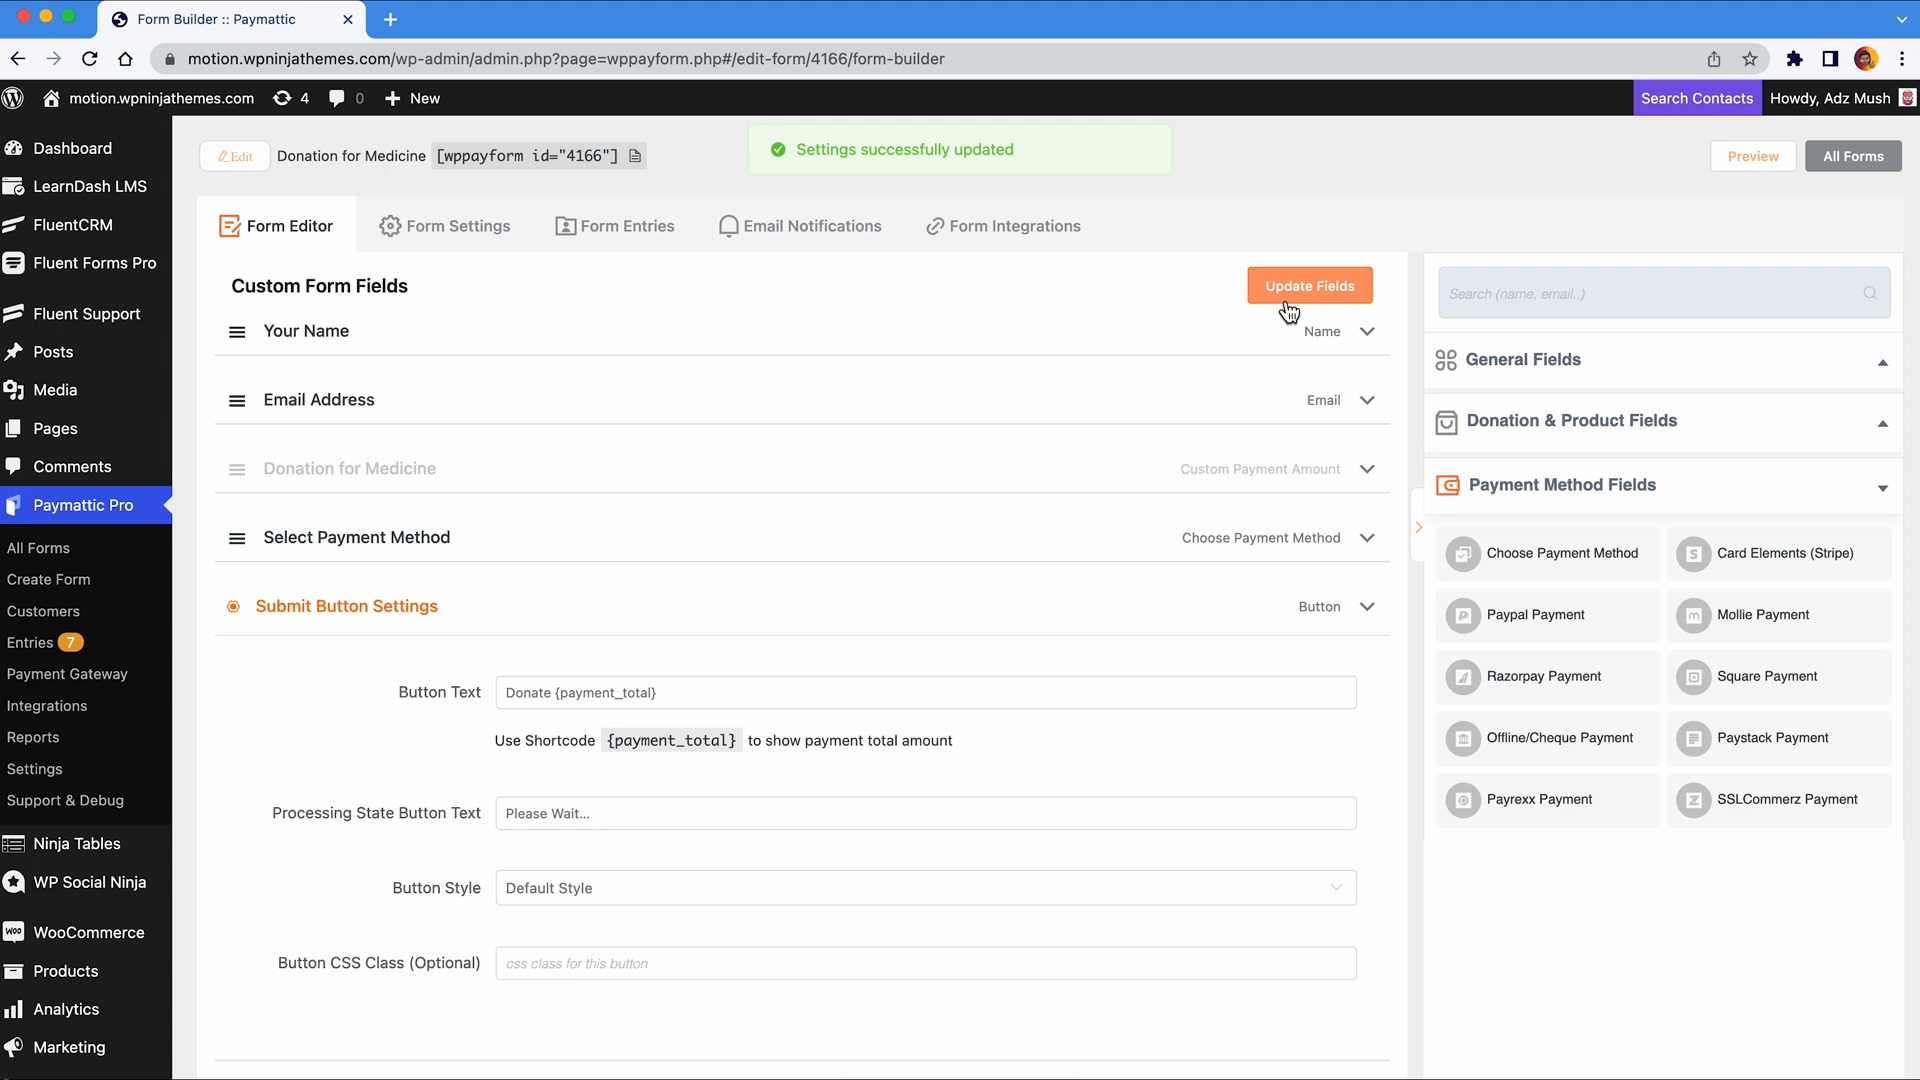 Form Builder :: Paymattic
motion.wpninjathemes.com/wp-admin/admin.php?page=wppayform.php#/edit-form/4166/form-builder
motion.wpninjathemes.com 4 0 New Search Contacts Howdy, Adz Mush
Dashboard
LearnDash LMS
FluentCRM
Fluent Forms Pro
Fluent Support
Posts
Media
Pages
Comments
Paymattic Pro
All Forms
Create Form
Customers
Entries 7
Payment Gateway
Integrations
Reports
Settings
Support & Debug
Ninja Tables
WP Social Ninja
WooCommerce
Products
Analytics
Marketing
Edit Donation for Medicine [wppayform id="4166"]
Settings successfully updated
Preview All Forms
Form Editor Form Settings Form Entries Email Notifications Form Integrations
Custom Form Fields Update Fields
Your Name Name
Email Address Email
Donation for Medicine Custom Payment Amount
Select Payment Method Choose Payment Method
Submit Button Settings Button
Button Text Donate {payment_total}
Use Shortcode {payment_total} to show payment total amount
Processing State Button Text Please Wait...
Button Style Default Style
Button CSS Class (Optional) css class for this button
Search (name, email..)
General Fields
Donation & Product Fields
Payment Method Fields
Choose Payment Method Card Elements (Stripe)
Paypal Payment Mollie Payment
Razorpay Payment Square Payment
Offline/Cheque Payment Paystack Payment
Payrexx Payment SSLCommerz Payment